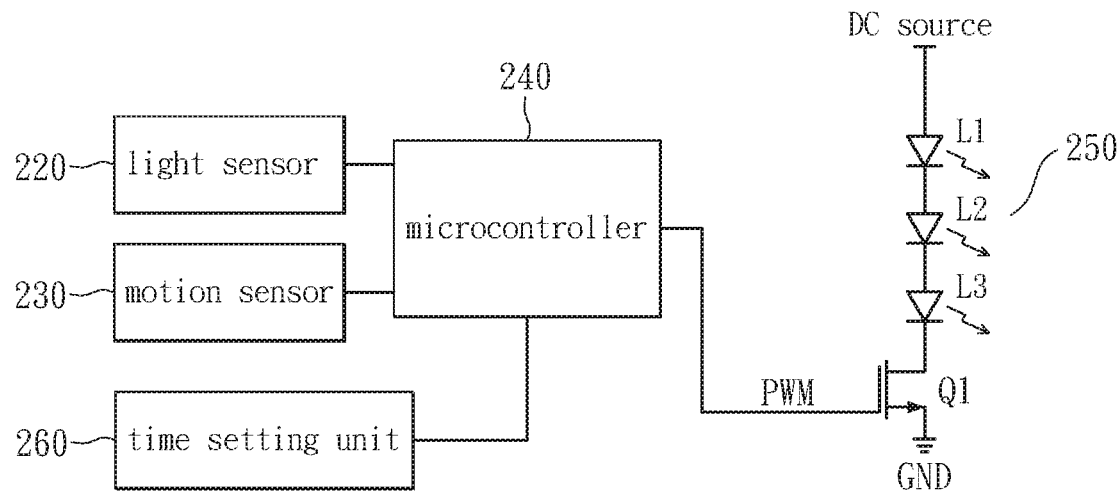 DC source
240
L1
220
light sensor
250
microcontroller
L2
230
motion sensor
L3
PWM
Q1
260
time setting unit
GND